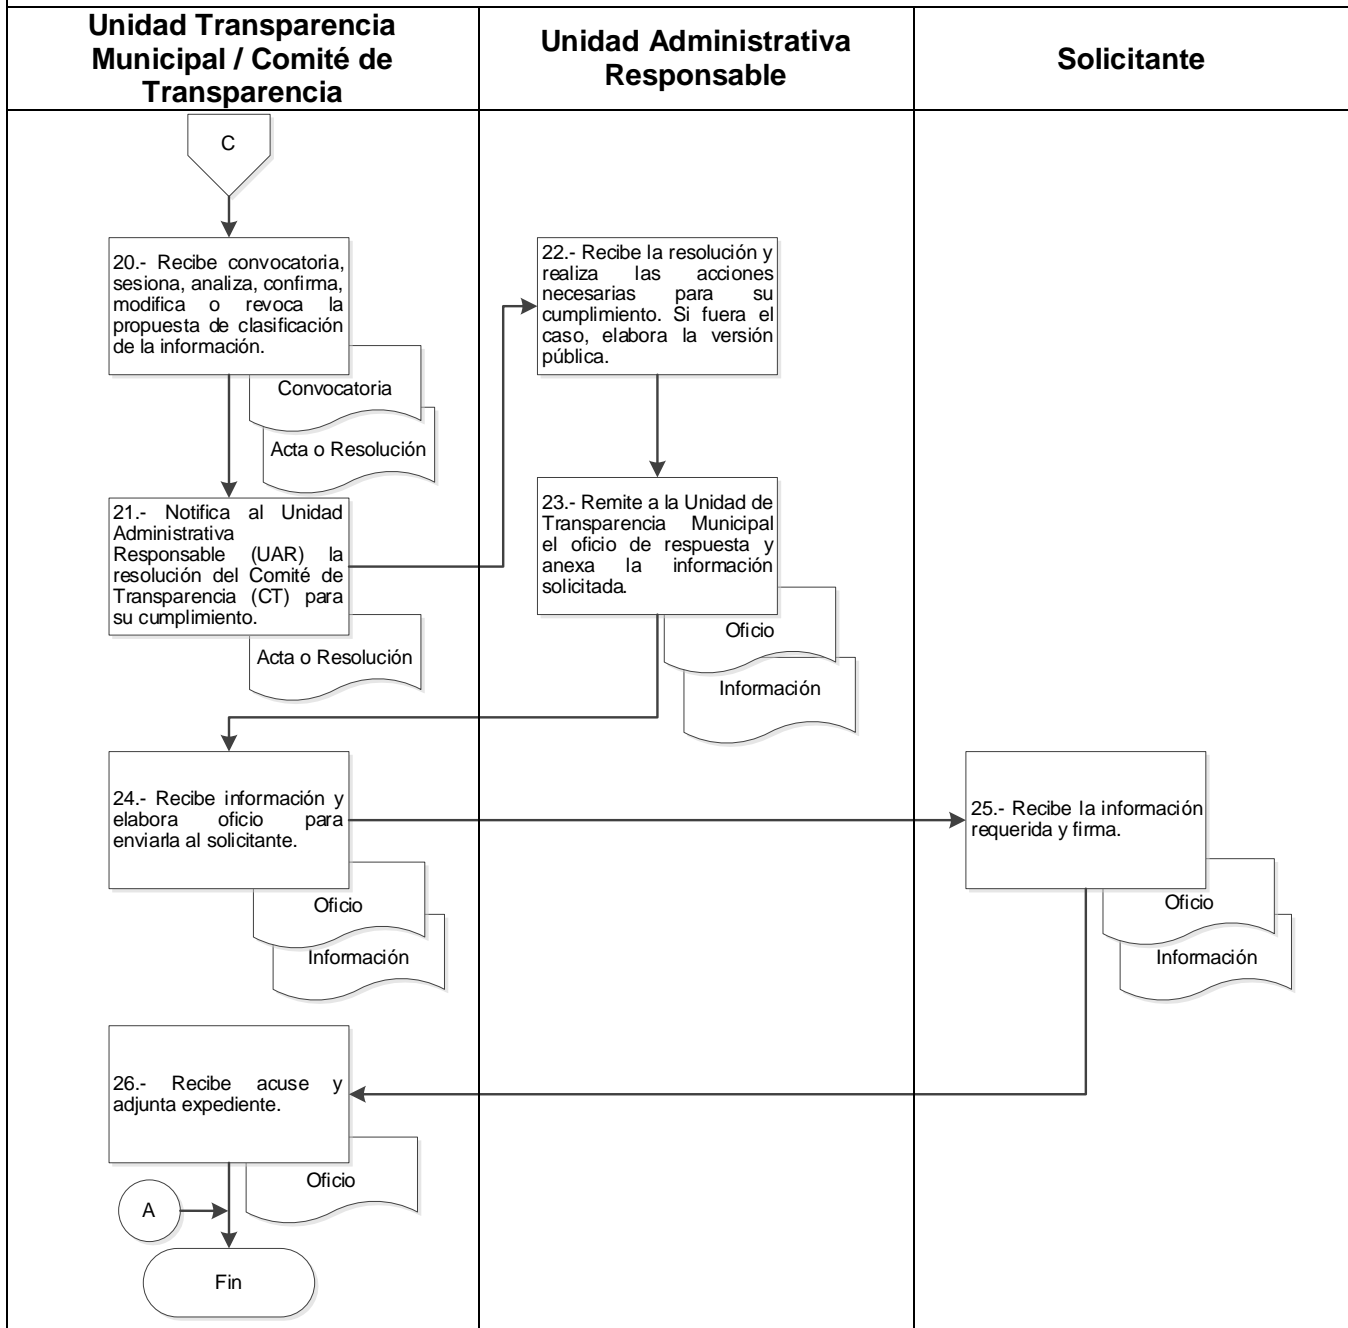 Unidad Transparencia
Municipal / Comité de
Transparencia
Unidad Administrativa
Responsable
Solicitante
C
20.- Recibe convocatoria,
sesiona, analiza, confirma,
modifica o revoca la
propuesta de clasificación
de la información.
Convocatoria
Acta o Resolución
21.- Notifica al Unidad
Administrativa
Responsable (UAR) la
resolución del Comité de
Transparencia (CT) para
su cumplimiento.
Acta o Resolución
22.- Recibe la resolución y
realiza las acciones
necesarias para su
cumplimiento. Si fuera el
caso, elabora la versión
pública.
23.- Remite a la Unidad de
Transparencia Municipal
el oficio de respuesta y
anexa la información
solicitada.
Oficio
Información
24.- Recibe información y
elabora oficio para
enviarla al solicitante.
Oficio
Información
25.- Recibe la información
requerida y firma.
Oficio
Información
26.- Recibe acuse y
adjunta expediente.
Oficio
A
Fin